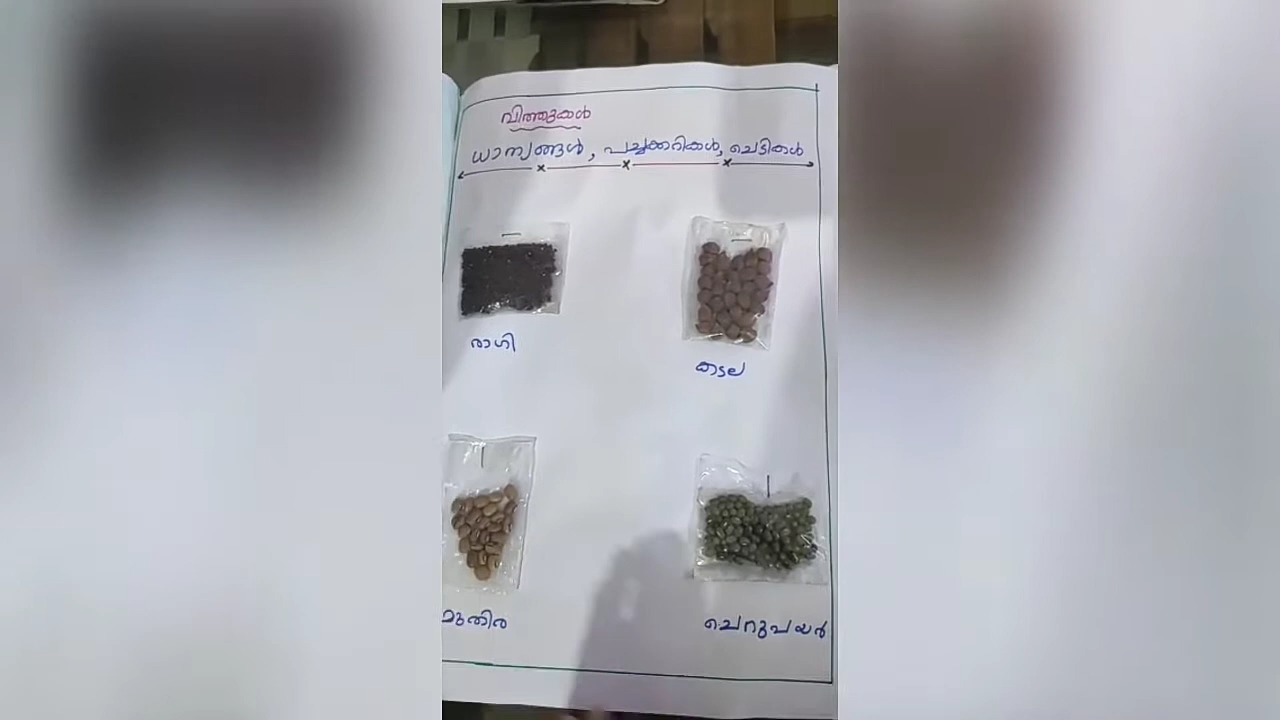 വിത്തുകൾ
ധാന്യങ്ങൾ, പച്ചക്കറികൾ, ചെടികൾ
രാഗി
കടല
മുതിര
ചെറുപയർ